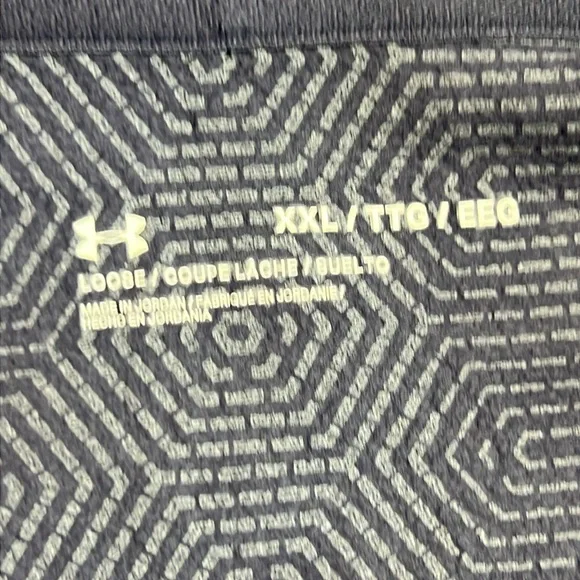 XXL / TTG / EEG
LOOSE / COUPE LÂCHE / SUELTO
MADE IN JORDAN / FABRIQUÉ EN JORDANIE /
HECHO EN JORDANIA